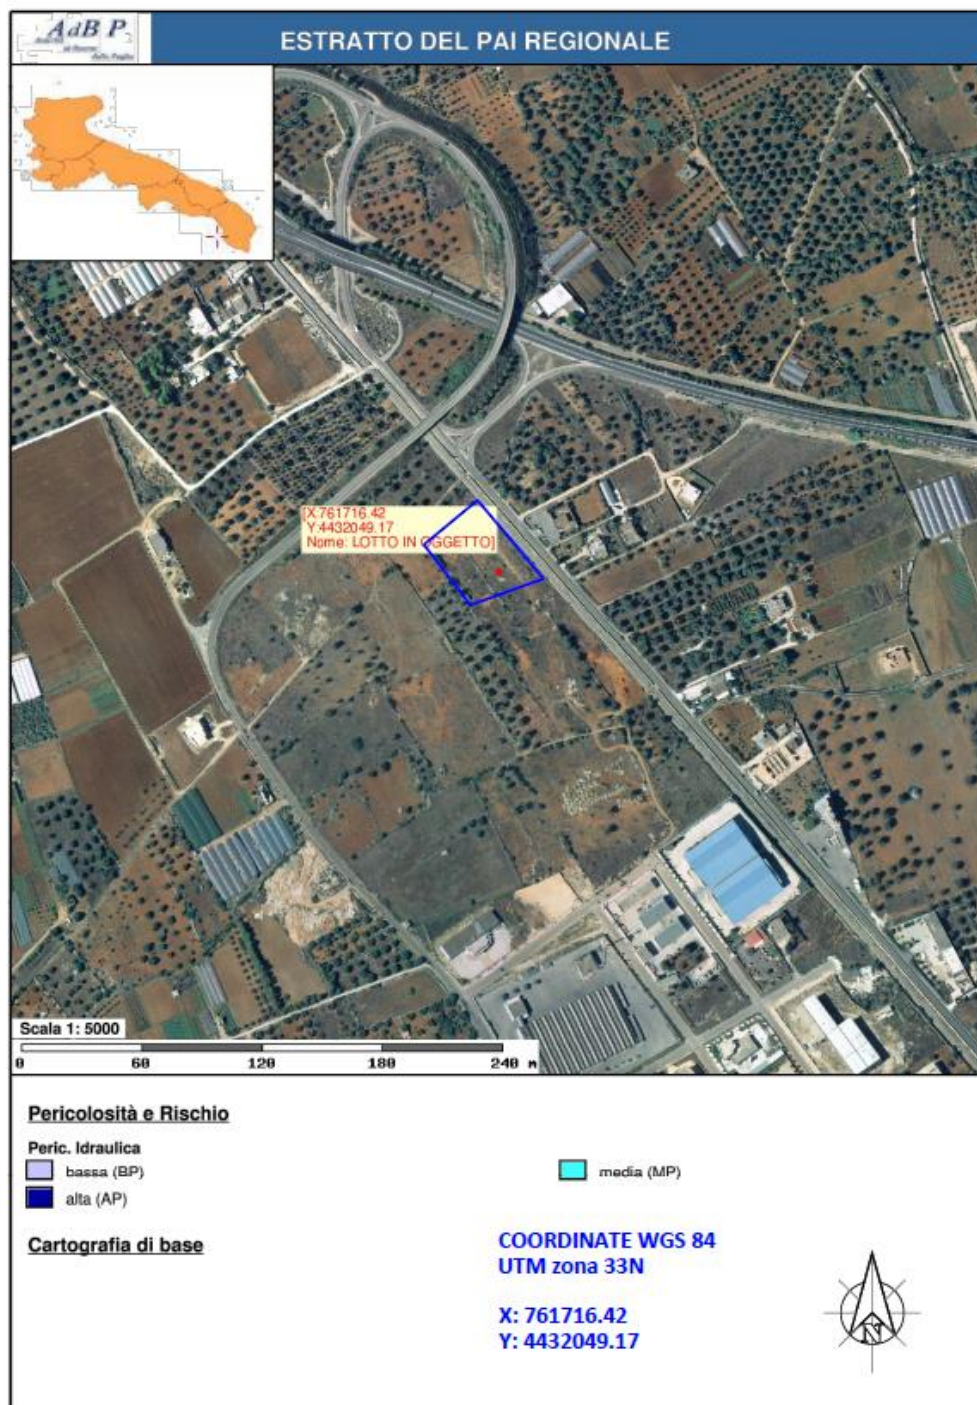 AdB P
ESTRATTO DEL PAI REGIONALE
[X:761716.42
Y:4432049.17
Nome: LOTTO IN OGGETTO]
Scala 1: 5000
0 60 120 180 240 m
Pericolosità e Rischio
Peric. Idraulica
bassa (BP)
media (MP)
alta (AP)
Cartografia di base
COORDINATE WGS 84
UTM zona 33N
X: 761716.42
Y: 4432049.17
N